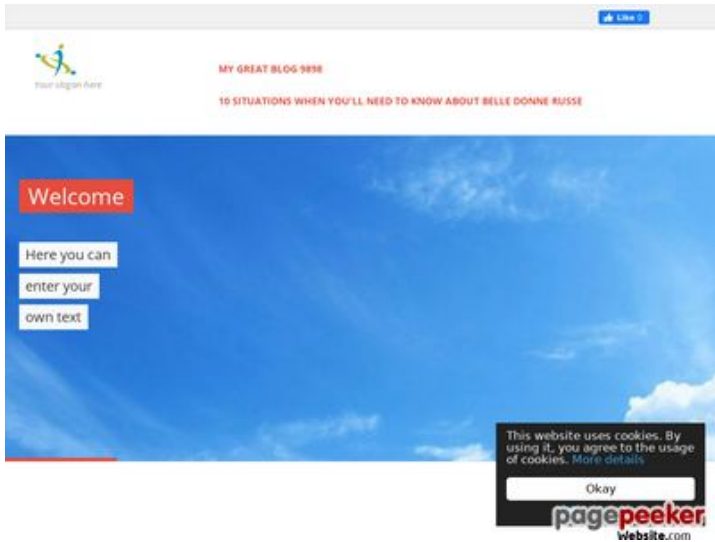 Like 0
Your slogan here
MY GREAT BLOG 9898
10 SITUATIONS WHEN YOU'LL NEED TO KNOW ABOUT BELLE DONNE RUSSE
Welcome
Here you can
enter your
own text
This website uses cookies. By
using it, you agree to the usage
of cookies. More details
Okay
pagepeeker
Website.com